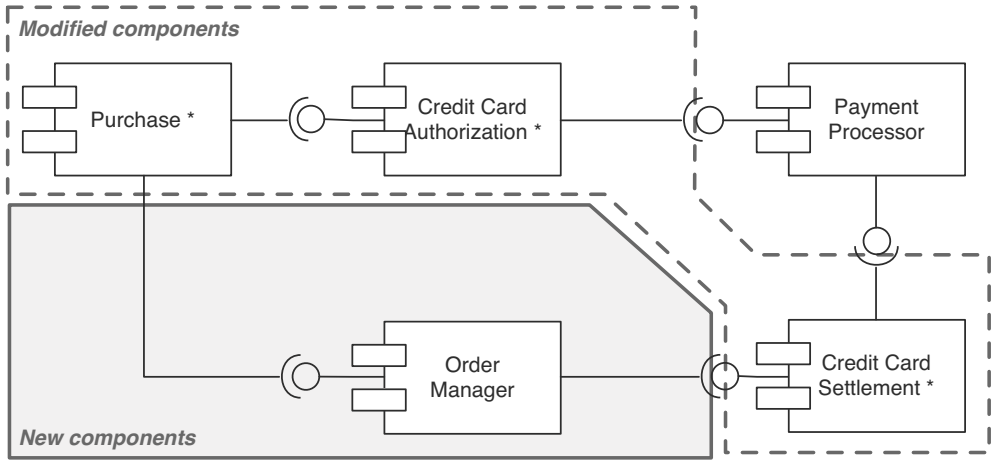 Modified components
Purchase *
Credit Card
Authorization *
Payment
Processor
Order
Manager
Credit Card
Settlement *
New components